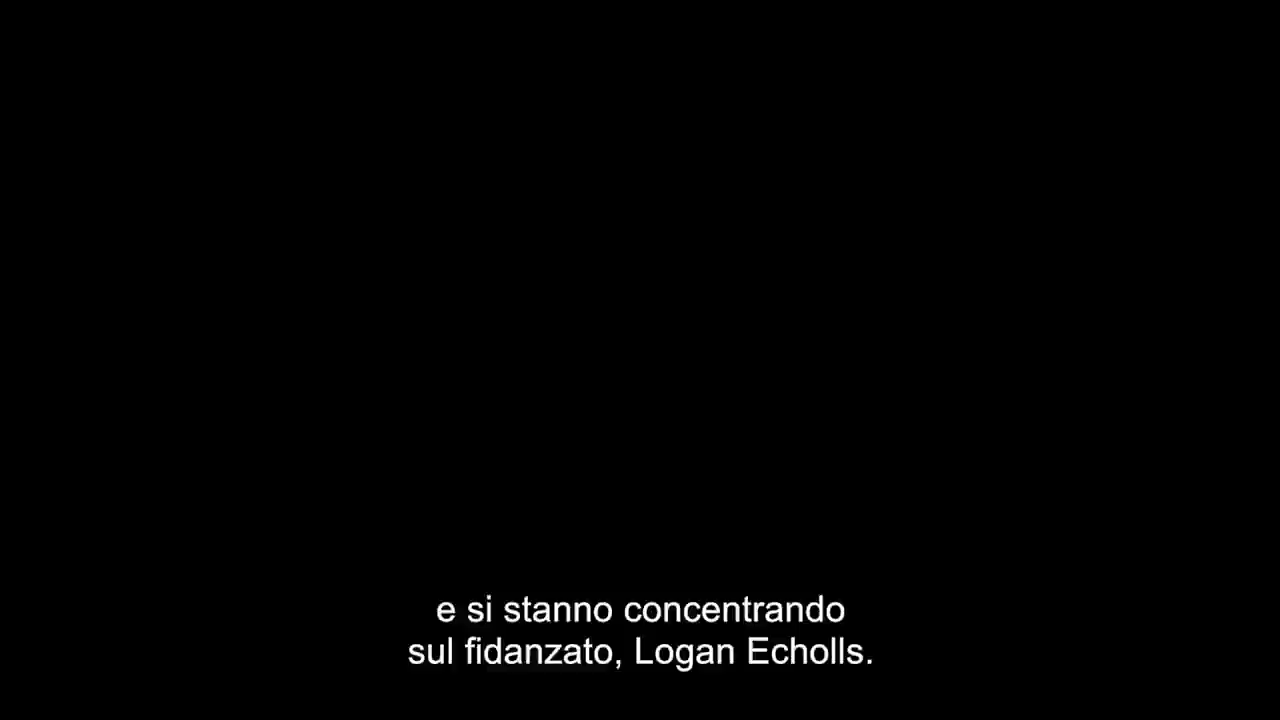 e si stanno concentrando
sul fidanzato, Logan Echolls.